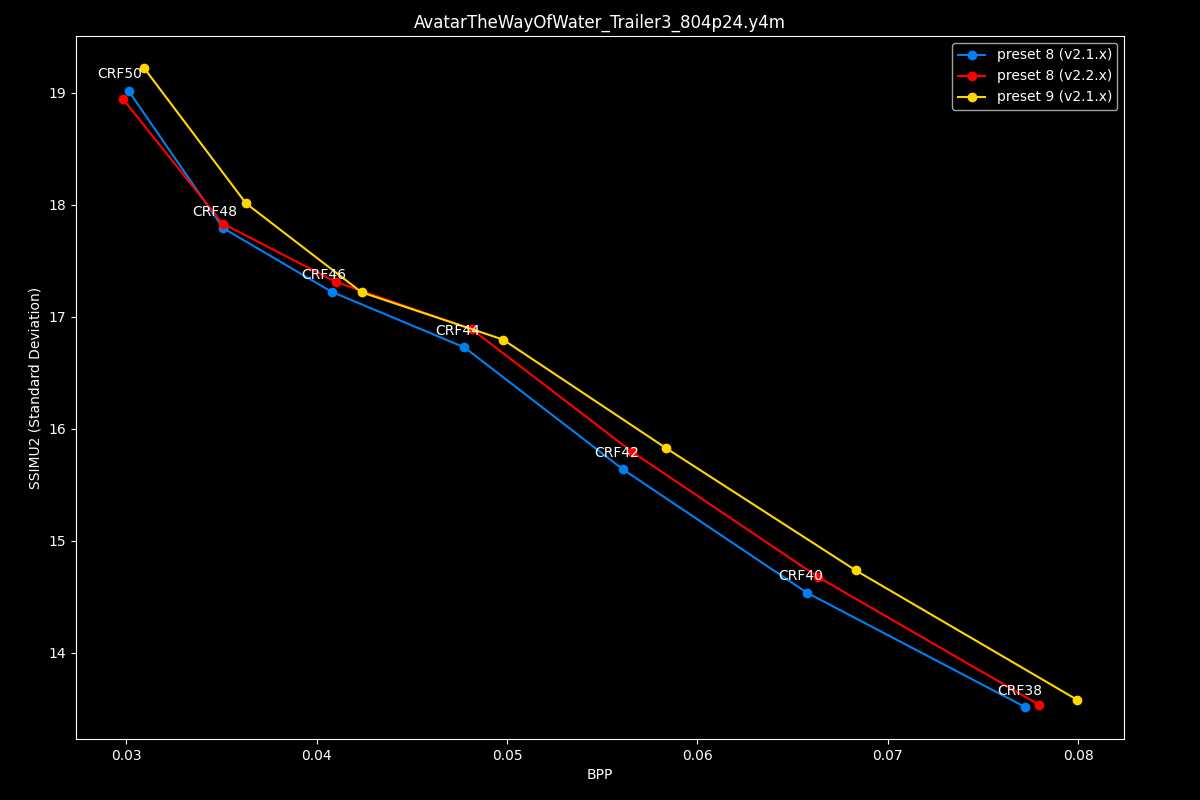 AvatarTheWayOfWater_Trailer3_804p24.y4m
preset 8 (v2.1.x)
preset 8 (v2.2.x)
preset 9 (v2.1.x)
CRF50
CRF48
CRF46
CRF44
CRF42
CRF40
CRF38
19
18
17
16
15
14
SSIMU2 (Standard Deviation)
0.03
0.04
0.05
0.06
0.07
0.08
BPP